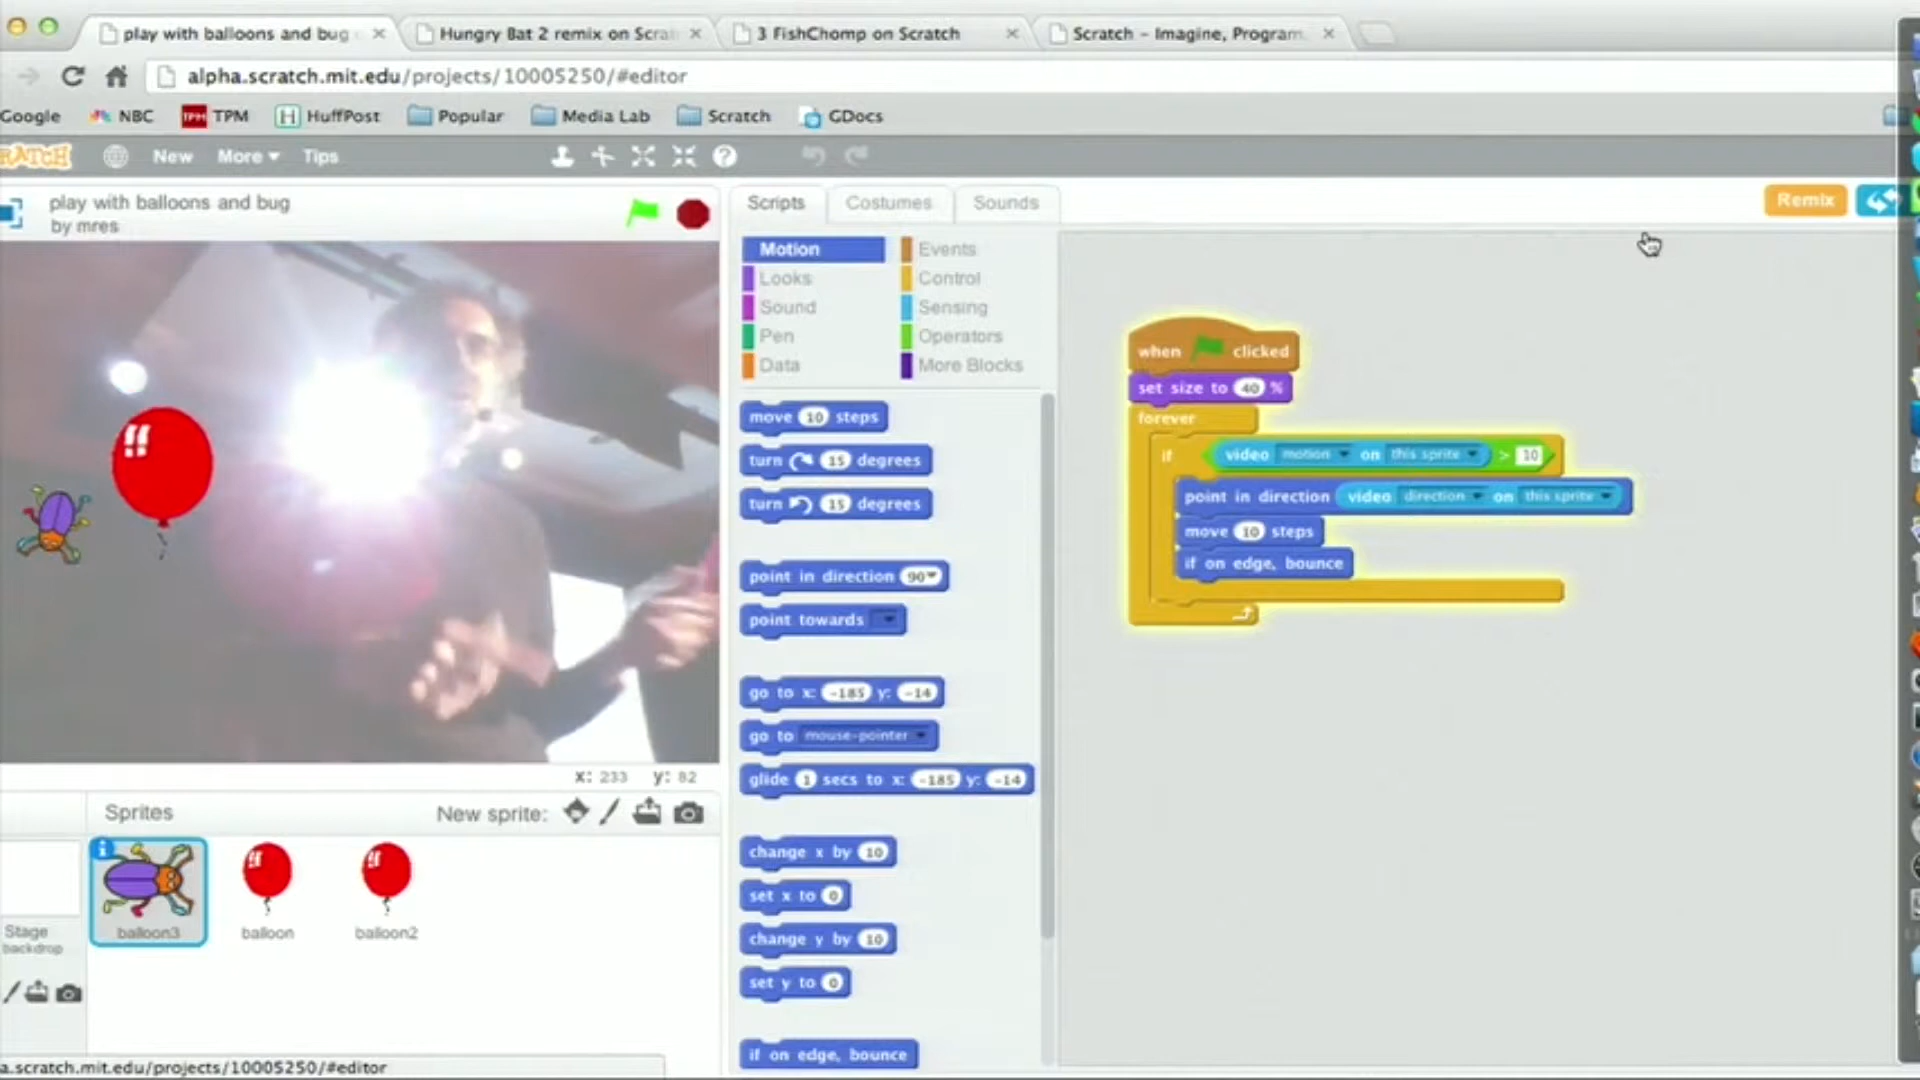 play with balloons and bug
Hungry Bat 2 remix on Scra
3 FishChomp on Scratch
Scratch – Imagine, Program,
alpha.scratch.mit.edu/projects/10005250/#editor
Google NBC TPM TPM H HuffPost Popular Media Lab Scratch GDocs
RATCH New More Tips
play with balloons and bug
by mres
Scripts Costumes Sounds
Remix
Motion Events
Looks Control
Sound Sensing
Pen Operators
Data More Blocks
move 10 steps
turn 15 degrees
turn 15 degrees
point in direction 90
point towards
go to x: -185 y: -14
go to mouse-pointer
glide 1 secs to x: -185 y: -14
change x by 10
set x to 0
change y by 10
set y to 0
if on edge, bounce
when clicked
set size to 40 %
forever
if video motion on this sprite > 10
point in direction video direction on this sprite
move 10 steps
if on edge, bounce
x: 233 y: 82
Sprites New sprite:
balloon3 balloon balloon2
Stage
backdrop
a.scratch.mit.edu/projects/10005250/#editor